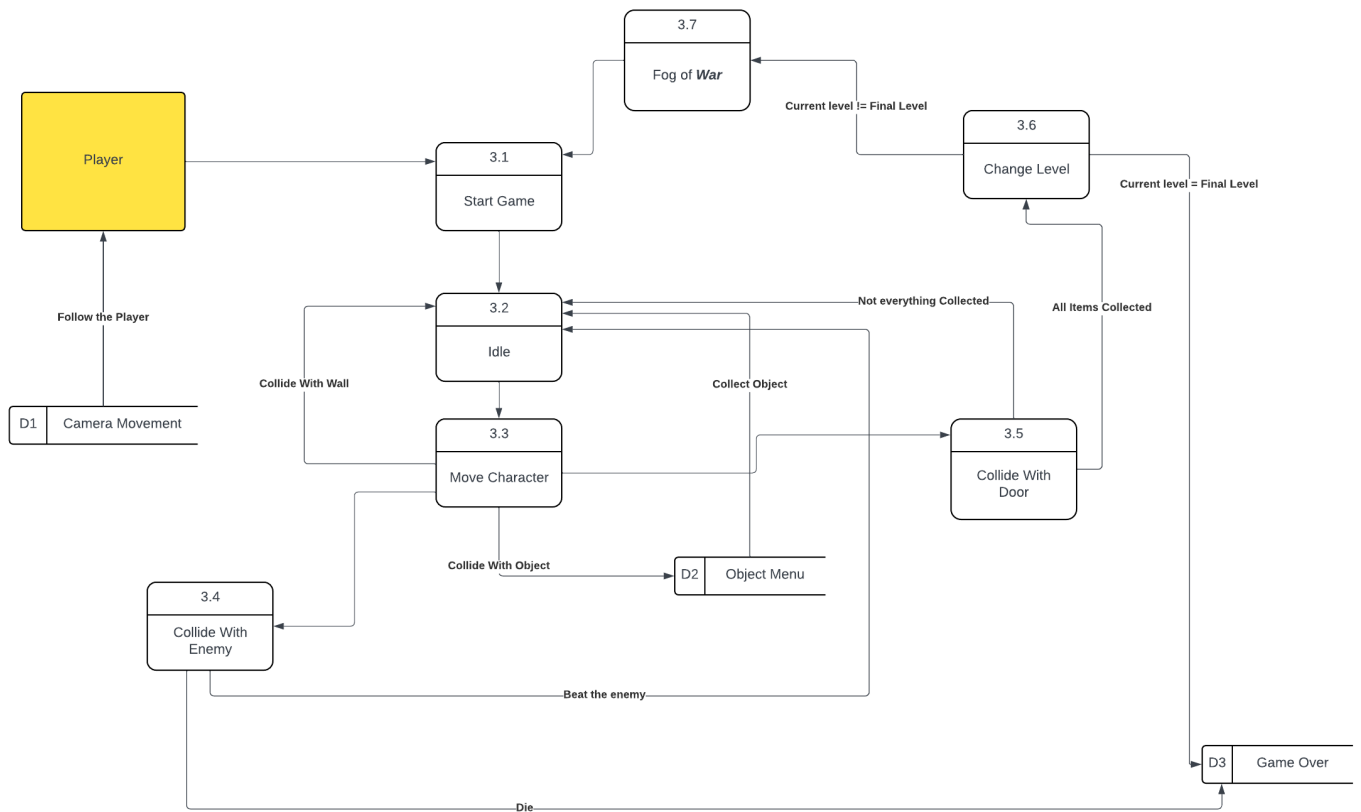 3.7
Fog of War
Player
Current level != Final Level
3.6
Change Level
3.1
Start Game
Current level = Final Level
Follow the Player
3.2
Idle
Not everything Collected
All Items Collected
Collide With Wall
Collect Object
D1
Camera Movement
3.3
Move Character
3.5
Collide With
Door
Collide With Object
D2
Object Menu
3.4
Collide With
Enemy
Beat the enemy
D3
Game Over
Die